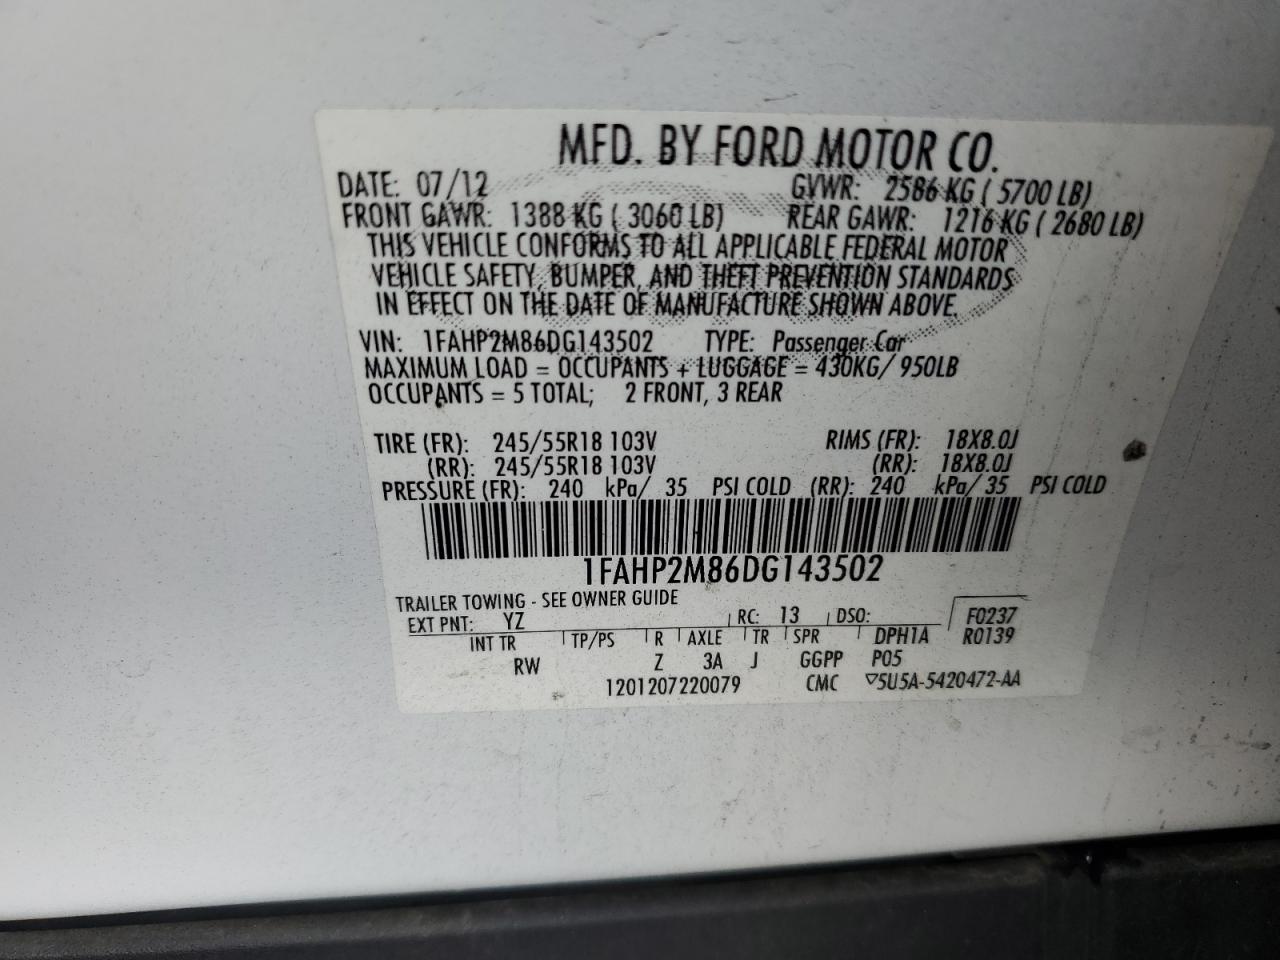 MFD. BY FORD MOTOR CO.
DATE: 07/12 GVWR: 2586 KG ( 5700 LB)
FRONT GAWR: 1388 KG ( 3060 LB) REAR GAWR: 1216 KG ( 2680 LB)
THIS VEHICLE CONFORMS TO ALL APPLICABLE FEDERAL MOTOR
VEHICLE SAFETY, BUMPER, AND THEFT PREVENTION STANDARDS
IN EFFECT ON THE DATE OF MANUFACTURE SHOWN ABOVE.
VIN: 1FAHP2M86DG143502 TYPE: Passenger Car
MAXIMUM LOAD = OCCUPANTS + LUGGAGE = 430KG/ 950LB
OCCUPANTS = 5 TOTAL; 2 FRONT, 3 REAR
TIRE (FR): 245/55R18 103V RIMS (FR): 18X8.0J
(RR): 245/55R18 103V (RR): 18X8.0J
PRESSURE (FR): 240 kPa/ 35 PSI COLD (RR): 240 kPa/ 35 PSI COLD
1FAHP2M86DG143502
TRAILER TOWING - SEE OWNER GUIDE
EXT PNT: YZ RC: 13 DSO: F0237
INT TR TP/PS R AXLE TR SPR DPH1A R0139
RW Z 3A J GGPP P05
1201207220079 CMC ▽5U5A-5420472-AA